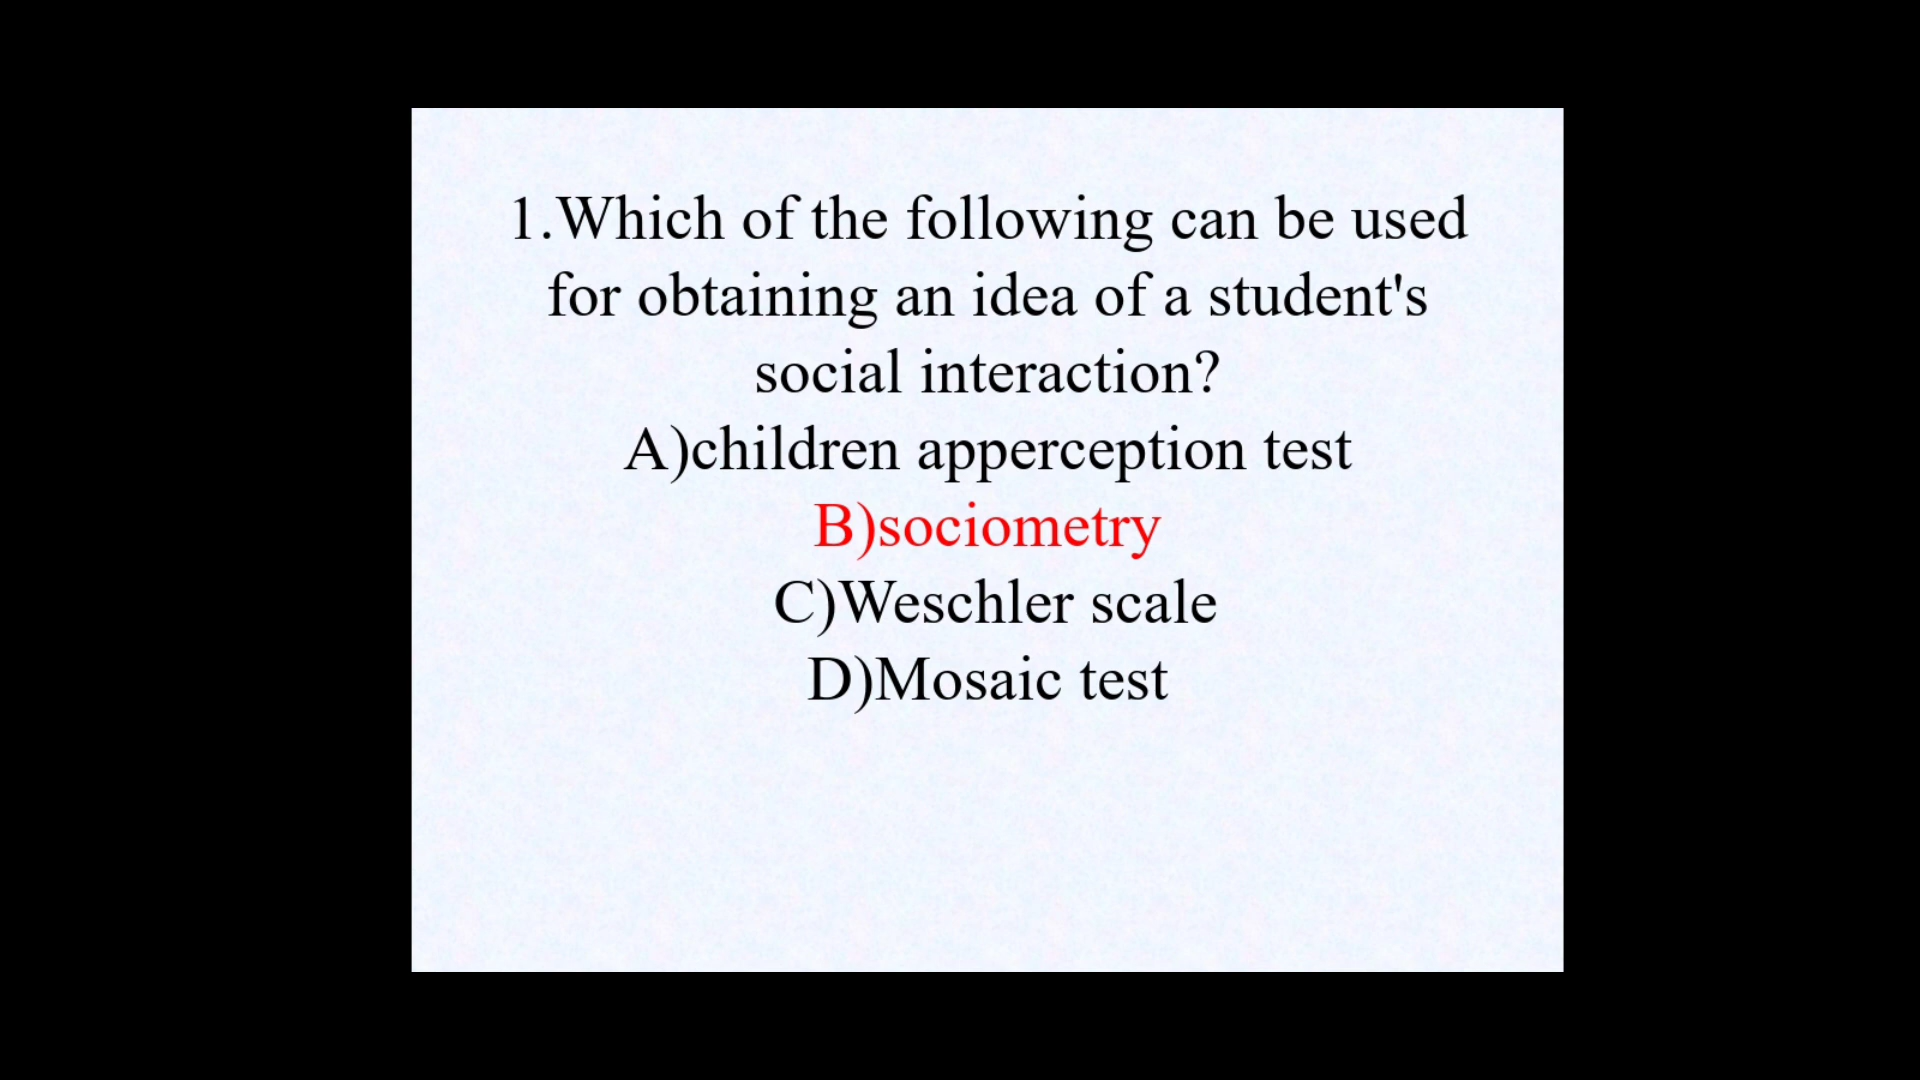 1.Which of the following can be used
for obtaining an idea of a student's
social interaction?
A)children apperception test
B)sociometry
C)Weschler scale
D)Mosaic test